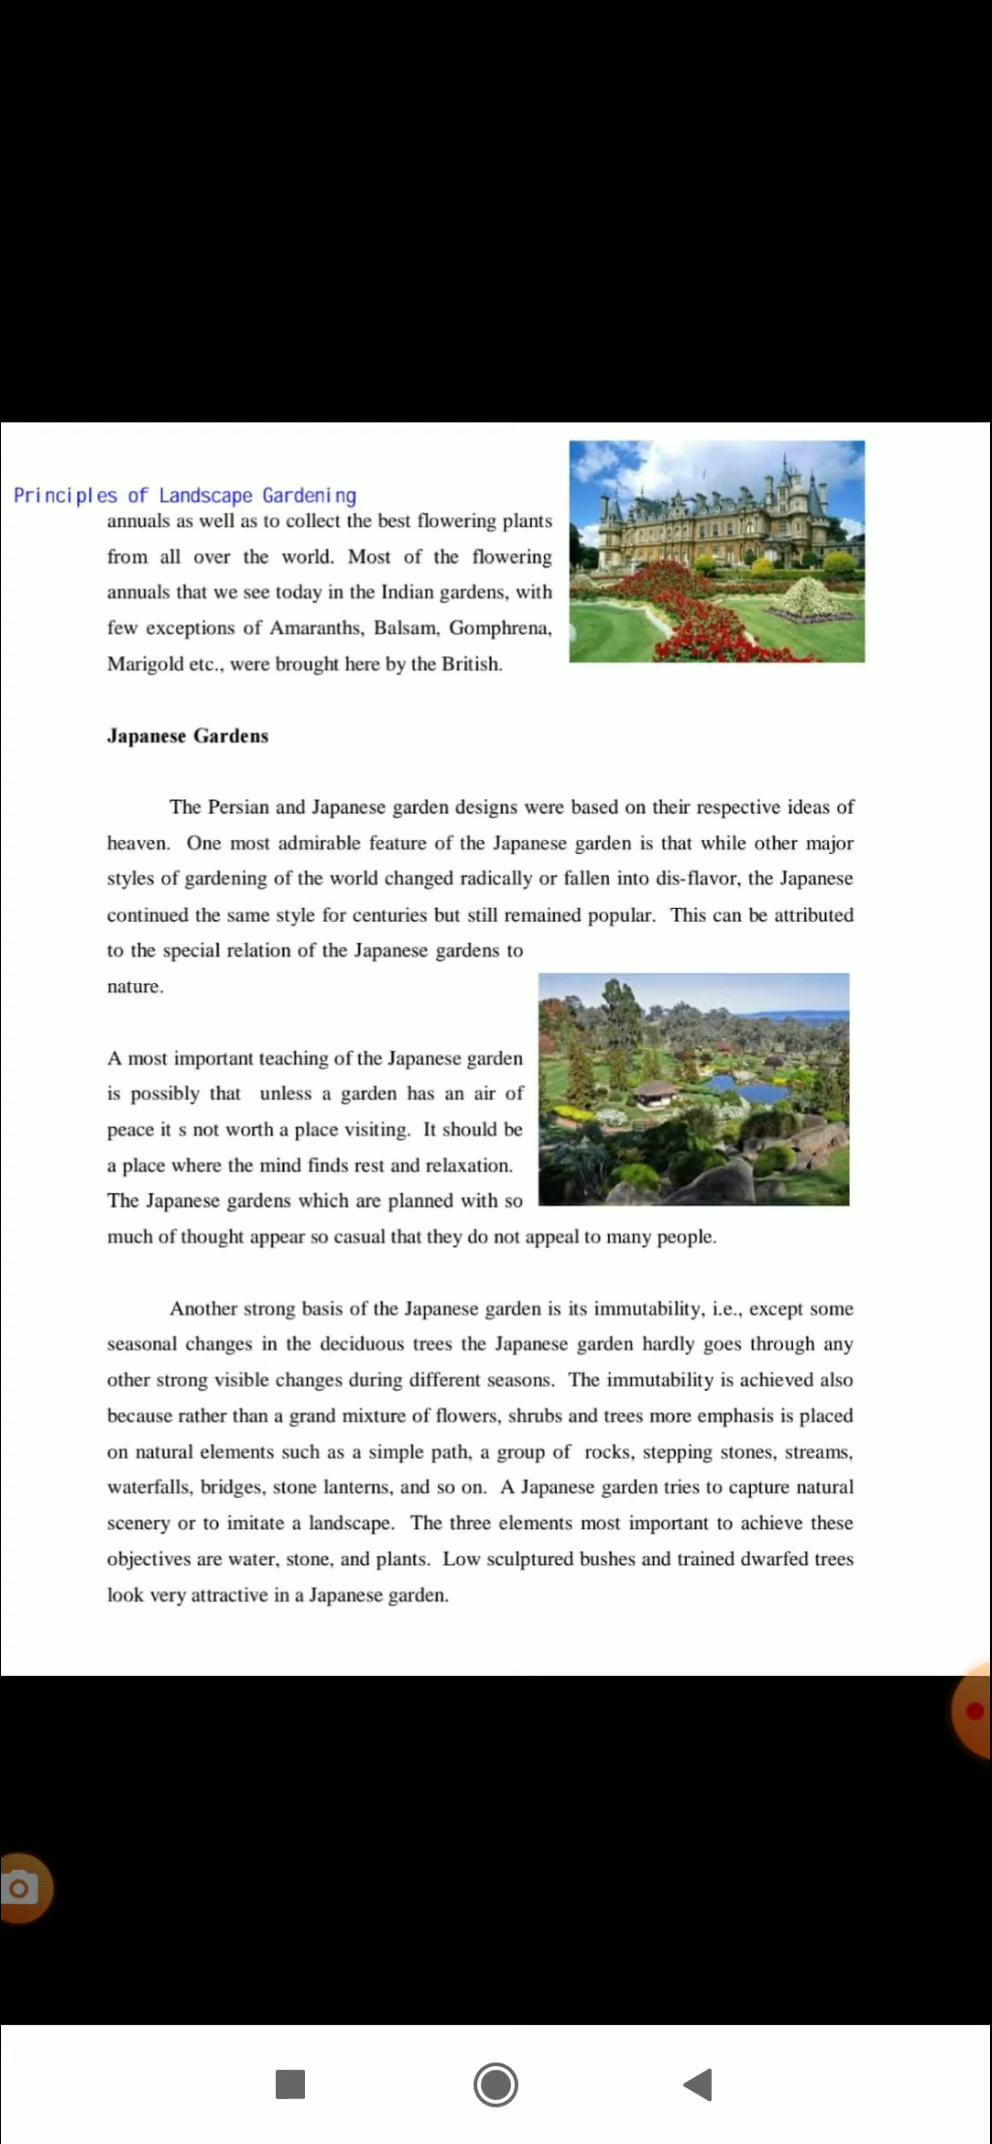 Principles of Landscape Gardening
annuals as well as to collect the best flowering plants
from all over the world. Most of the flowering
annuals that we see today in the Indian gardens, with
few exceptions of Amaranths, Balsam, Gomphrena,
Marigold etc., were brought here by the British.
Japanese Gardens
The Persian and Japanese garden designs were based on their respective ideas of
heaven. One most admirable feature of the Japanese garden is that while other major
styles of gardening of the world changed radically or fallen into dis-flavor, the Japanese
continued the same style for centuries but still remained popular. This can be attributed
to the special relation of the Japanese gardens to
nature.
A most important teaching of the Japanese garden
is possibly that unless a garden has an air of
peace it s not worth a place visiting. It should be
a place where the mind finds rest and relaxation.
The Japanese gardens which are planned with so
much of thought appear so casual that they do not appeal to many people.
Another strong basis of the Japanese garden is its immutability, i.e., except some
seasonal changes in the deciduous trees the Japanese garden hardly goes through any
other strong visible changes during different seasons. The immutability is achieved also
because rather than a grand mixture of flowers, shrubs and trees more emphasis is placed
on natural elements such as a simple path, a group of rocks, stepping stones, streams,
waterfalls, bridges, stone lanterns, and so on. A Japanese garden tries to capture natural
scenery or to imitate a landscape. The three elements most important to achieve these
objectives are water, stone, and plants. Low sculptured bushes and trained dwarfed trees
look very attractive in a Japanese garden.